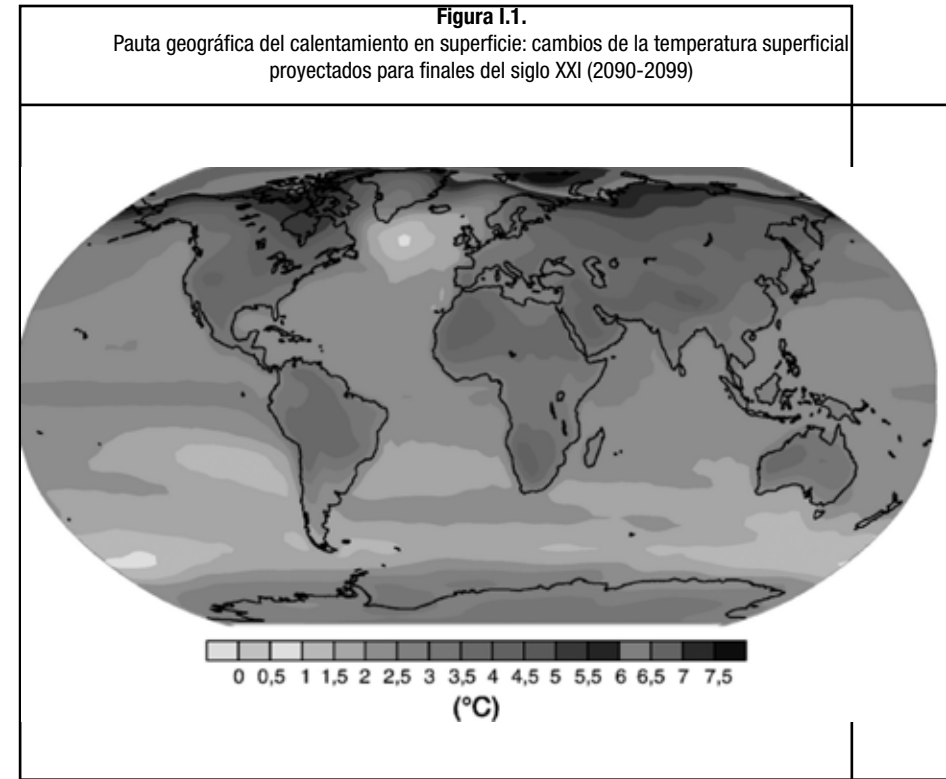 Figura I.1.
Pauta geográfica del calentamiento en superficie: cambios de la temperatura superficial
proyectados para finales del siglo XXI (2090-2099)
0 0,5 1 1,5 2 2,5 3 3,5 4 4,5 5 5,5 6 6,5 7 7,5
(°C)